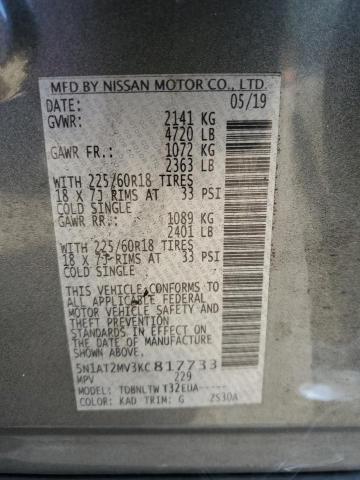 MFD BY NISSAN MOTOR CO., LTD.
DATE: 05/19
GVWR: 2141 KG
4720 LB
GAWR FR.: 1072 KG
2363 LB
WITH 225/60R18 TIRES
18 X 7J RIMS AT 33 PSI
COLD SINGLE
1089 KG
2401 LB
WITH 225/60R18 TIRES
18 X 7J RIMS AT 33 PSI
COLD SINGLE
THIS VEHICLE CONFORMS TO
ALL APPLICABLE FEDERAL
MOTOR VEHICLE SAFETY AND
THEFT PREVENTION
STANDARDS IN EFFECT ON THE
DATE OF MANUFACTURE
SHOWN ABOVE.
5N1AT2MV3KC817733
MPV 229
MODEL: TDBNLTW T32EUA-----
COLOR: KAD TRIM: G 2S30A